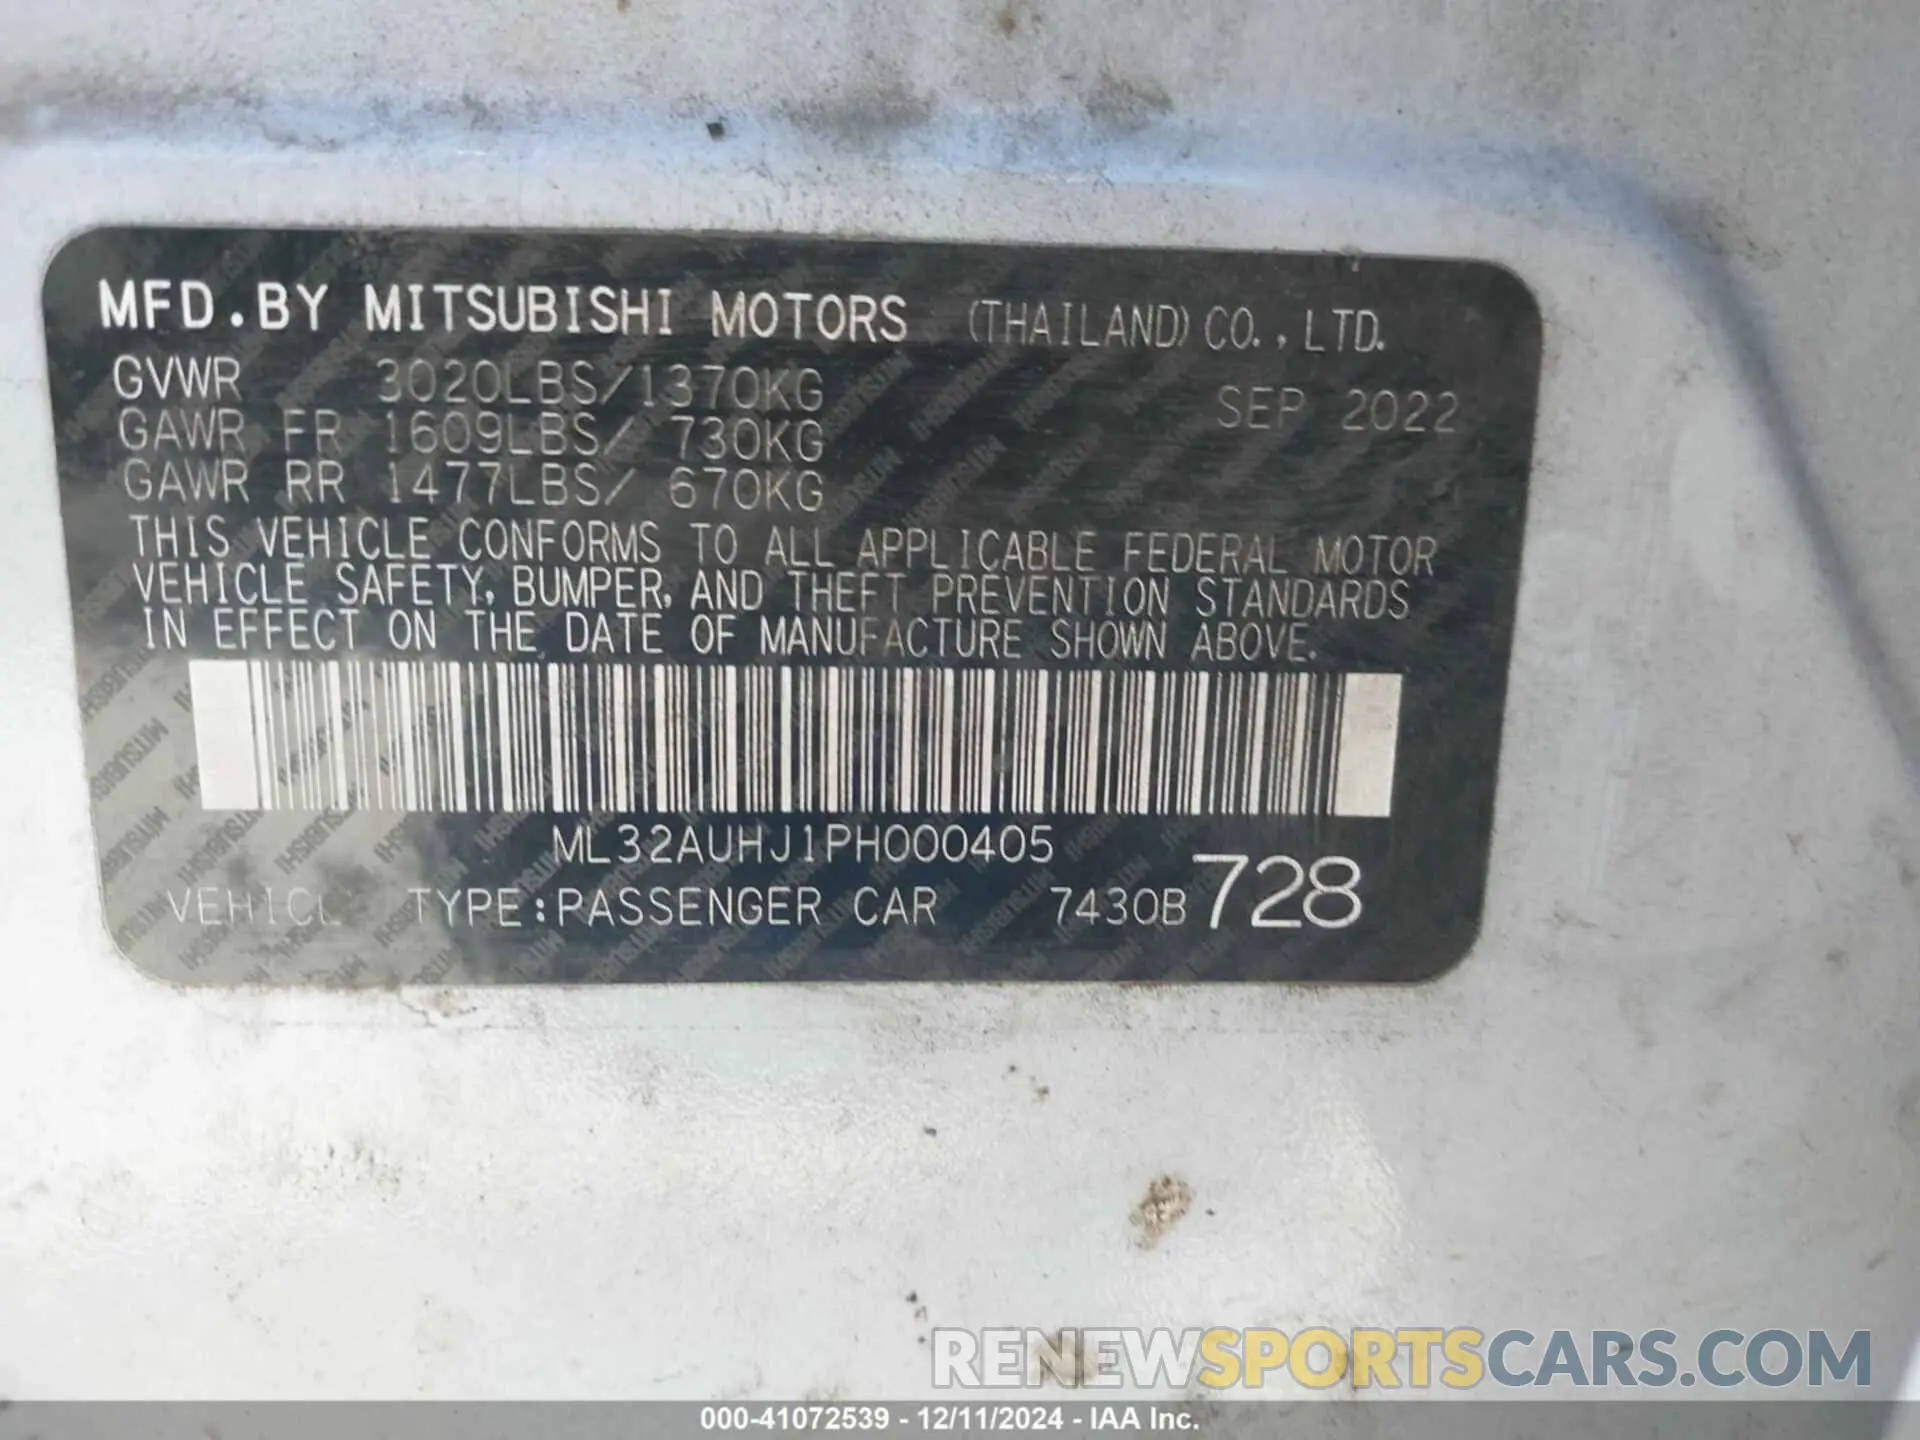 MFD.BY MITSUBISHI MOTORS (THAILAND) CO., LTD.
GVWR 3020LBS/1370KG SEP 2022
GAWR FR 1609LBS/ 730KG
GAWR RR 1477LBS/ 670KG
THIS VEHICLE CONFORMS TO ALL APPLICABLE FEDERAL MOTOR
VEHICLE SAFETY, BUMPER, AND THEFT PREVENTION STANDARDS
IN EFFECT ON THE DATE OF MANUFACTURE SHOWN ABOVE.
ML32AUHJ1PH000405
VEHICLE TYPE:PASSENGER CAR 7430B 728
RENEWSPORTSCARS.COM
000-41072539 - 12/11/2024 - IAA Inc.